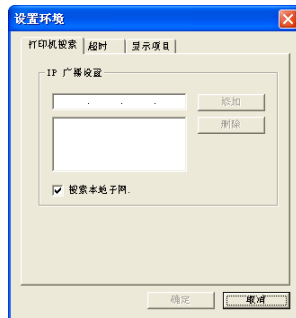 设置环境
打印机搜索 超时 显示项目
IP 广播设置
. . .
添加
删除
搜索本地子网.
确定 取消